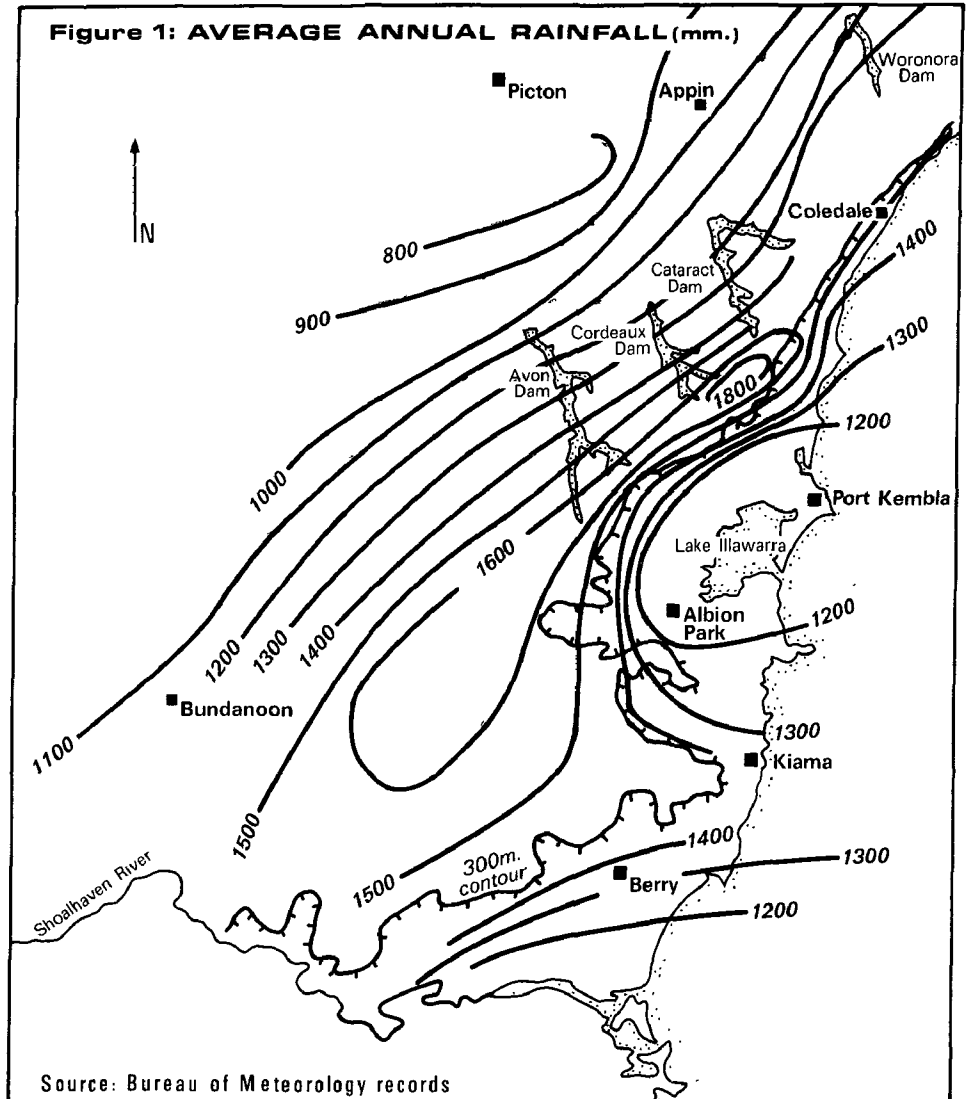 Figure 1: AVERAGE ANNUAL RAINFALL (mm.)
Woronora
Dam
Picton
Appin
N
Coledale
800
1400
Cataract
Dam
900
Cordeaux
Dam
1300
Avon
Dam
1800
1200
1000
Port Kembla
1600
Lake Illawarra
Albion
Park
1200
1200
1300
1400
Bundanoon
1100
1300
Kiama
1500
1400
300m.
contour
1300
Shoalhaven River
1500
Berry
1200
Source: Bureau of Meteorology records